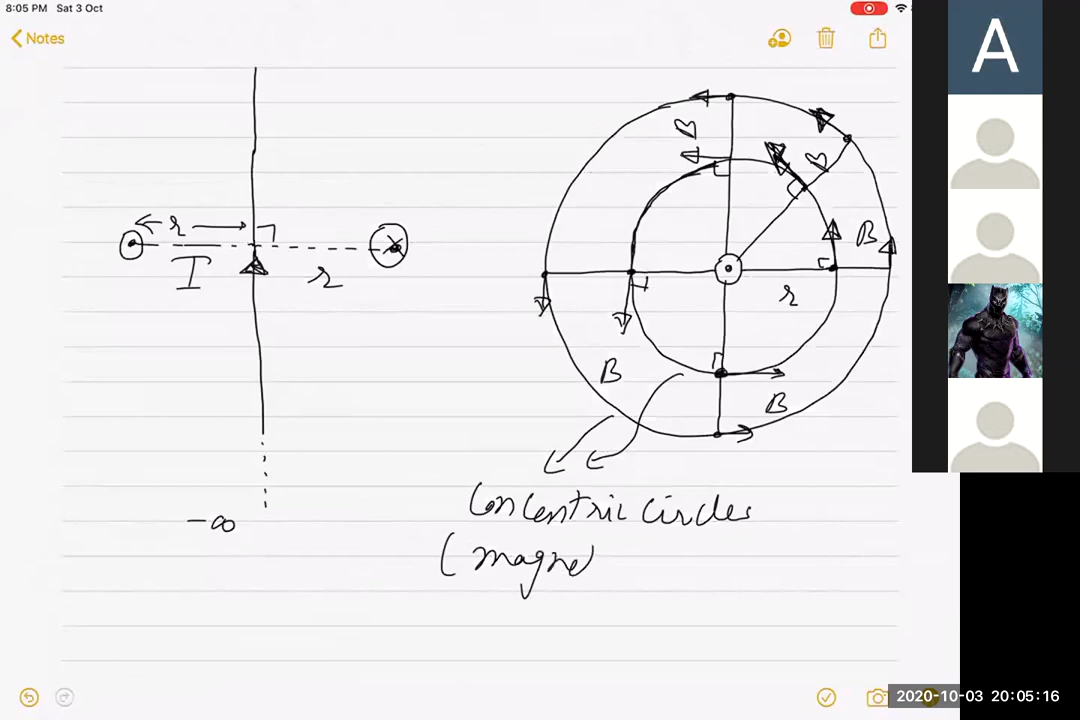 8:05 PM Sat 3 Oct
Notes
A
r
I
r
B
r
B
B
-∞
Concentric circles
(magne
2020-10-03 20:05:16